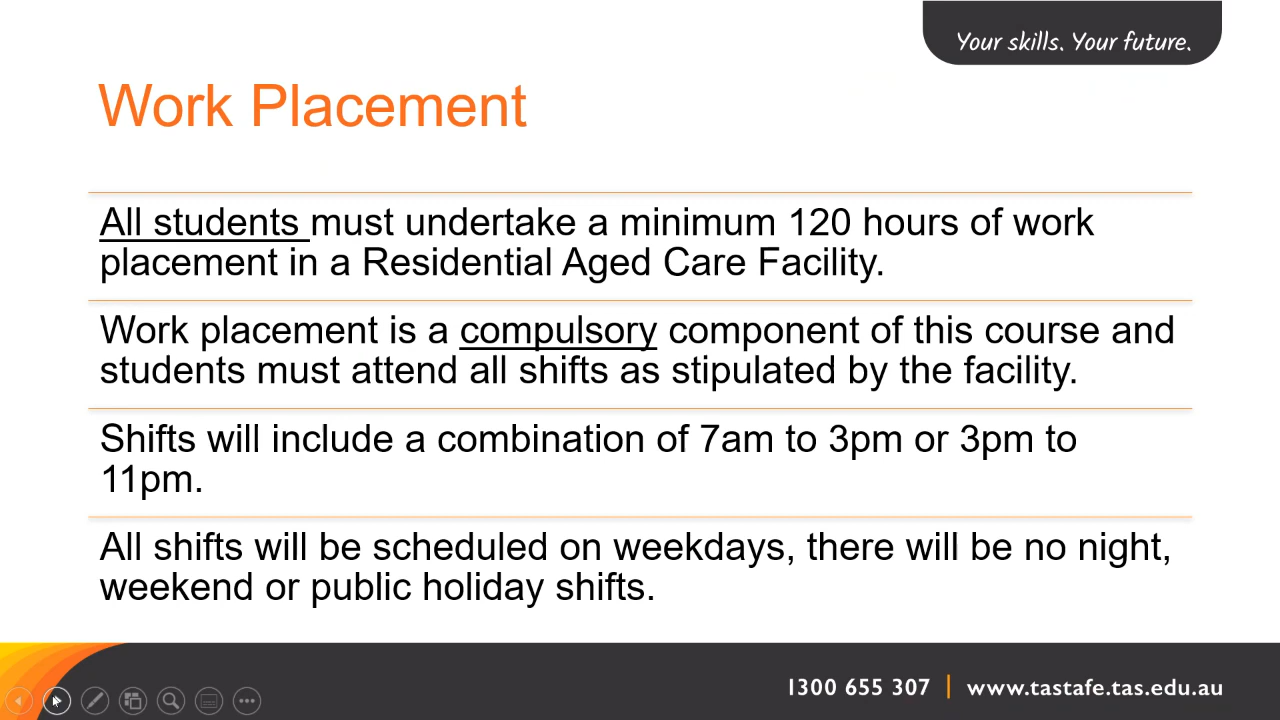 Your skills. Your future.
Work Placement
All students must undertake a minimum 120 hours of work
placement in a Residential Aged Care Facility.
Work placement is a compulsory component of this course and
students must attend all shifts as stipulated by the facility.
Shifts will include a combination of 7am to 3pm or 3pm to
11pm.
All shifts will be scheduled on weekdays, there will be no night,
weekend or public holiday shifts.
1300 655 307 | www.tastafe.tas.edu.au